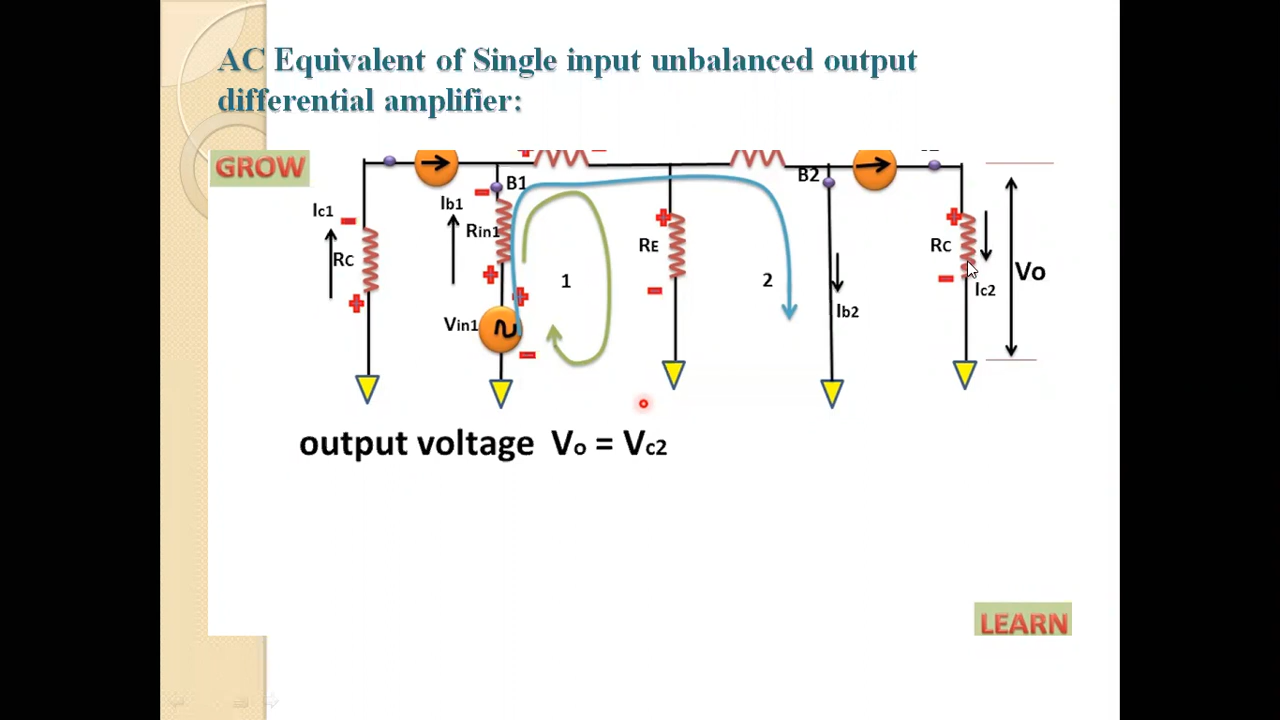 AC Equivalent of Single input unbalanced output
differential amplifier:
GROW
B1
B2
Ic1
Ib1
Rin1
RC
RE
RC
Vo
1
2
Ic2
Vin1
Ib2
output voltage Vo = Vc2
LEARN